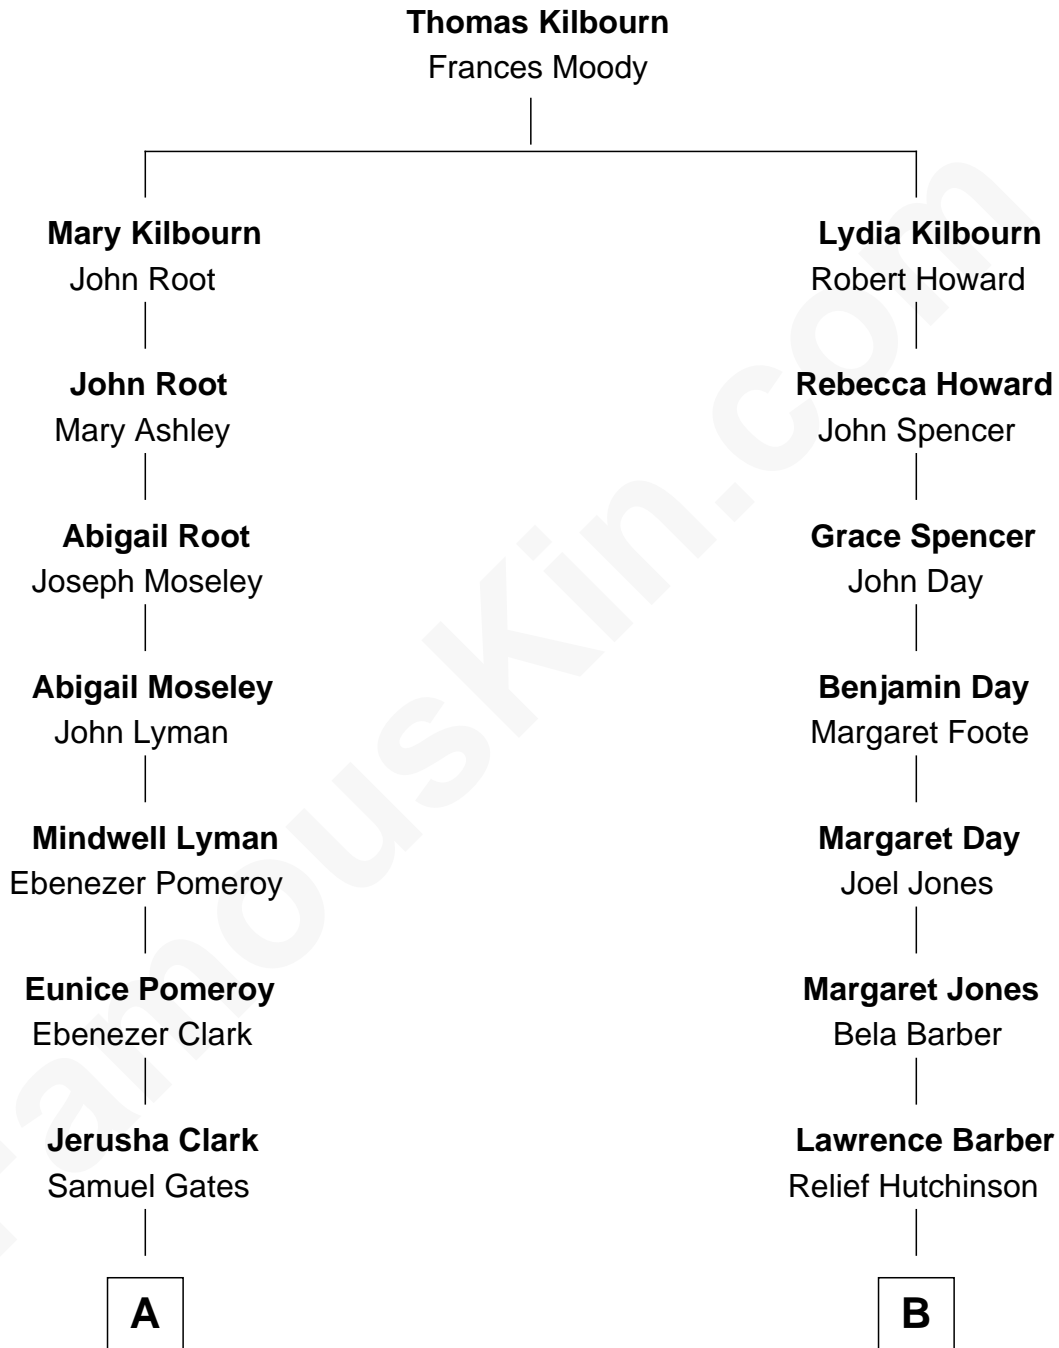 Thomas Kilbourn
Frances Moody
Mary Kilbourn
John Root
Lydia Kilbourn
Robert Howard
John Root
Mary Ashley
Rebecca Howard
John Spencer
Abigail Root
Joseph Moseley
Grace Spencer
John Day
Abigail Moseley
John Lyman
Benjamin Day
Margaret Foote
Mindwell Lyman
Ebenezer Pomeroy
Margaret Day
Joel Jones
Eunice Pomeroy
Ebenezer Clark
Margaret Jones
Bela Barber
Jerusha Clark
Samuel Gates
Lawrence Barber
Relief Hutchinson
A
B
FamousKin.com